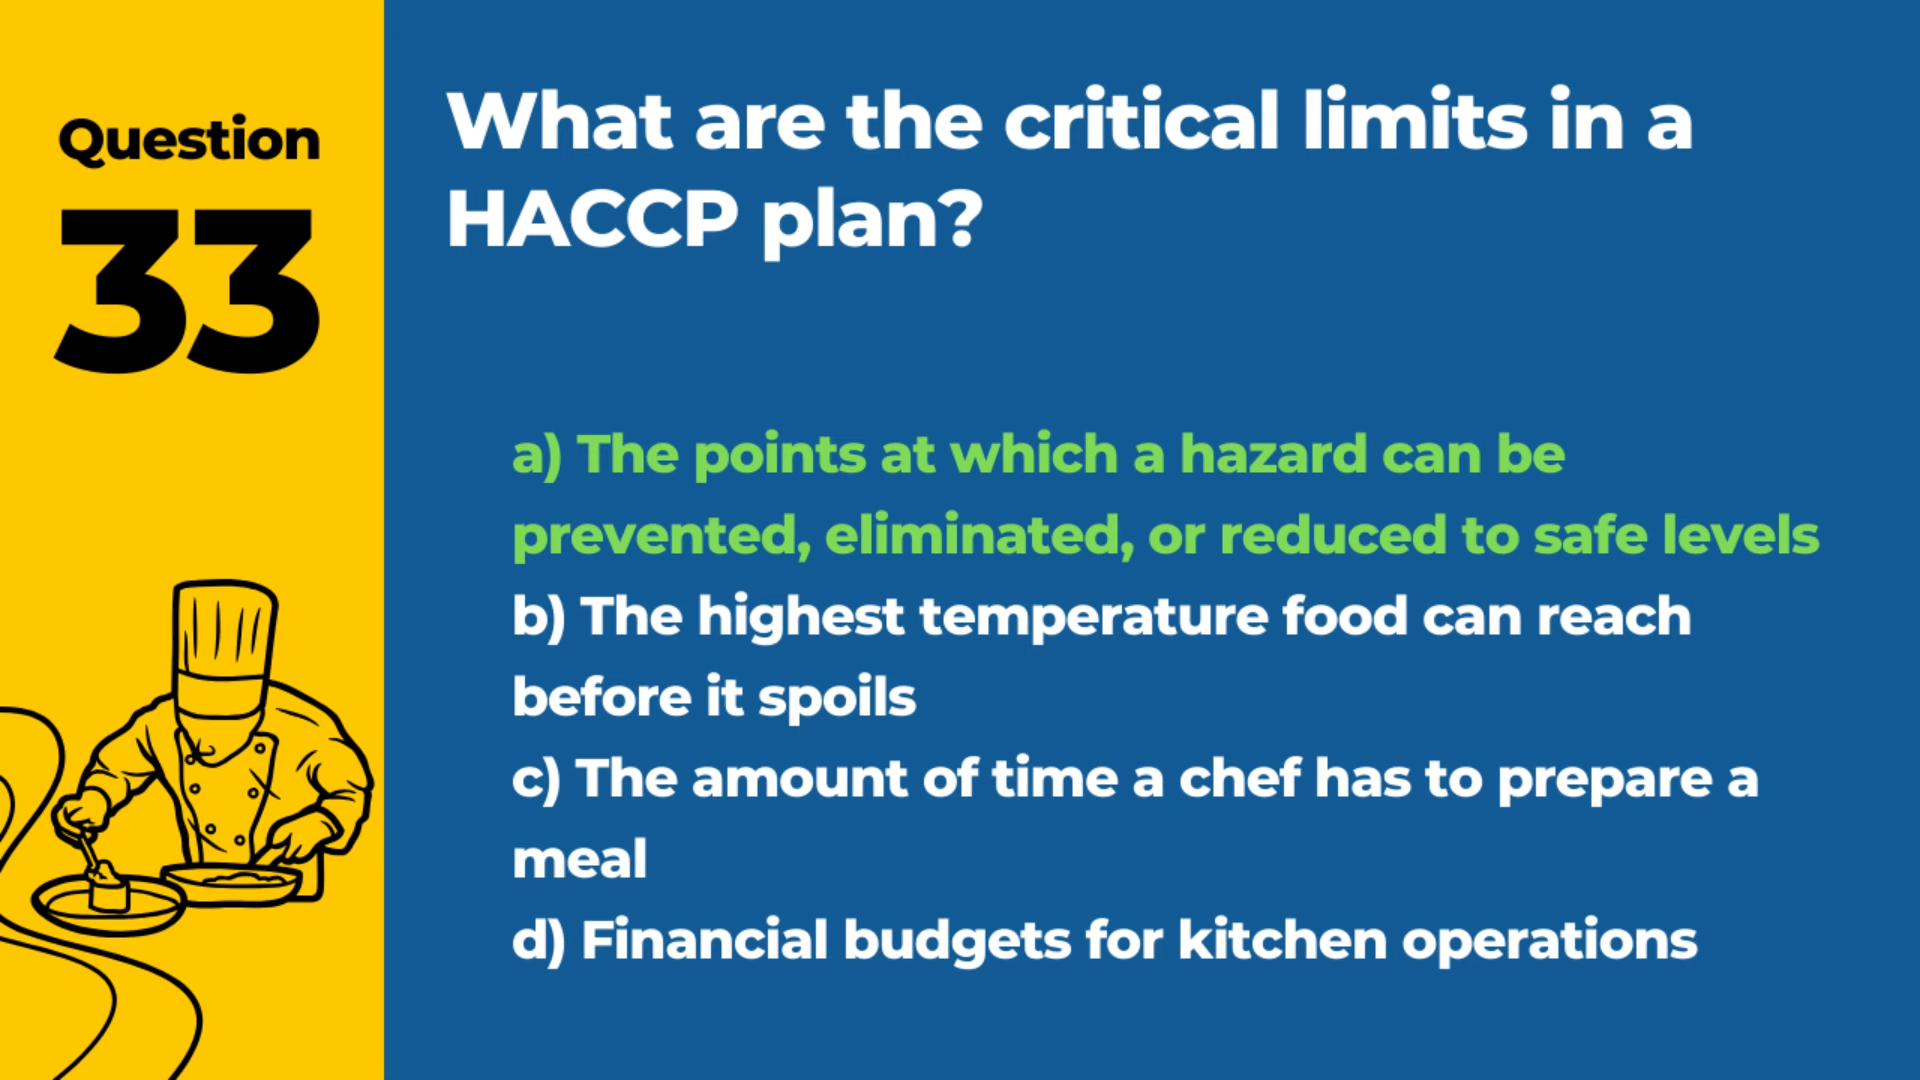 Question
33
What are the critical limits in a
HACCP plan?
a) The points at which a hazard can be
prevented, eliminated, or reduced to safe levels
b) The highest temperature food can reach
before it spoils
c) The amount of time a chef has to prepare a
meal
d) Financial budgets for kitchen operations